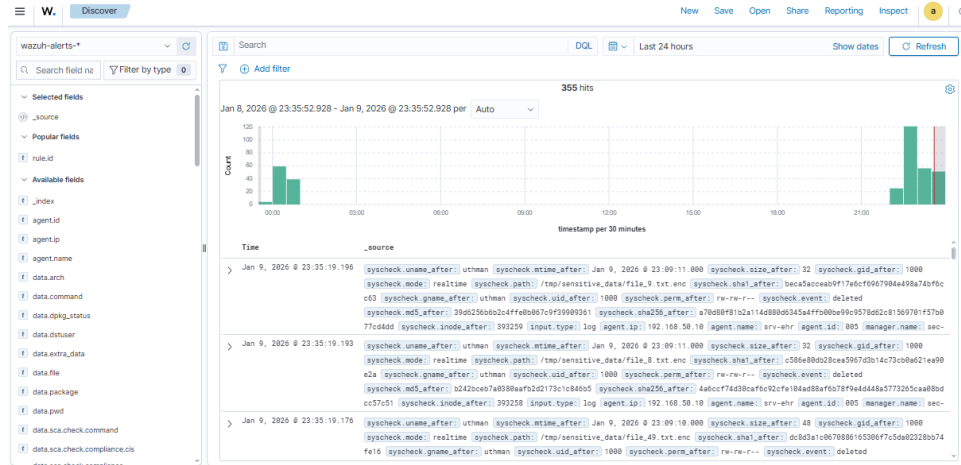 W. Discover New Save Open Share Reporting Inspect a
wazuh-alerts-*
Search DQL Last 24 hours Show dates Refresh
Search field na Filter by type 0
Add filter
Selected fields
_source
Popular fields
rule.id
Available fields
_index
agent.id
agent.ip
agent.name
data.arch
data.command
data.dpkg_status
data.dstuser
data.extra_data
data.file
data.package
data.pwd
data.sca.check.command
data.sca.check.compliance.cis
355 hits
Jan 8, 2026 @ 23:35:52.928 - Jan 9, 2026 @ 23:35:52.928 per Auto
Count
120
100
80
60
40
20
0
00:00 03:00 06:00 09:00 12:00 15:00 18:00 21:00
timestamp per 30 minutes
Time _source
Jan 9, 2026 @ 23:35:19.196 syscheck.uname_after: uthman syscheck.mtime_after: Jan 9, 2026 @ 23:09:11.000 syscheck.size_after: 32 syscheck.gid_after: 1000
syscheck.mode: realtime syscheck.path: /tmp/sensitive_data/file_9.txt.enc syscheck.sha1_after:
syscheck.gname_after: uthman syscheck.uid_after: 1000 syscheck.perm_after: rw-rw-r-- syscheck.event: deleted
syscheck.md5_after: syscheck.sha256_after:
syscheck.inode_after: 393259 input.type: log agent.ip: 192.168.50.10 agent.name: srv-ehr agent.id: 005 manager.name: sec-
Jan 9, 2026 @ 23:35:19.193 syscheck.uname_after: uthman syscheck.mtime_after: Jan 9, 2026 @ 23:09:11.000 syscheck.size_after: 32 syscheck.gid_after: 1000
syscheck.mode: realtime syscheck.path: /tmp/sensitive_data/file_8.txt.enc syscheck.sha1_after:
syscheck.gname_after: uthman syscheck.uid_after: 1000 syscheck.perm_after: rw-rw-r-- syscheck.event: deleted
syscheck.md5_after: syscheck.sha256_after:
cc57c51 syscheck.inode_after: 393258 input.type: log agent.ip: 192.168.50.10 agent.name: srv-ehr agent.id: 005 manager.name: sec-
Jan 9, 2026 @ 23:35:19.176 syscheck.uname_after: uthman syscheck.mtime_after: Jan 9, 2026 @ 23:09:10.000 syscheck.size_after: 48 syscheck.gid_after: 1000
syscheck.mode: realtime syscheck.path: /tmp/sensitive_data/file_49.txt.enc syscheck.sha1_after:
fe16 syscheck.gname_after: uthman syscheck.uid_after: 1000 syscheck.perm_after: rw-rw-r-- syscheck.event: deleted